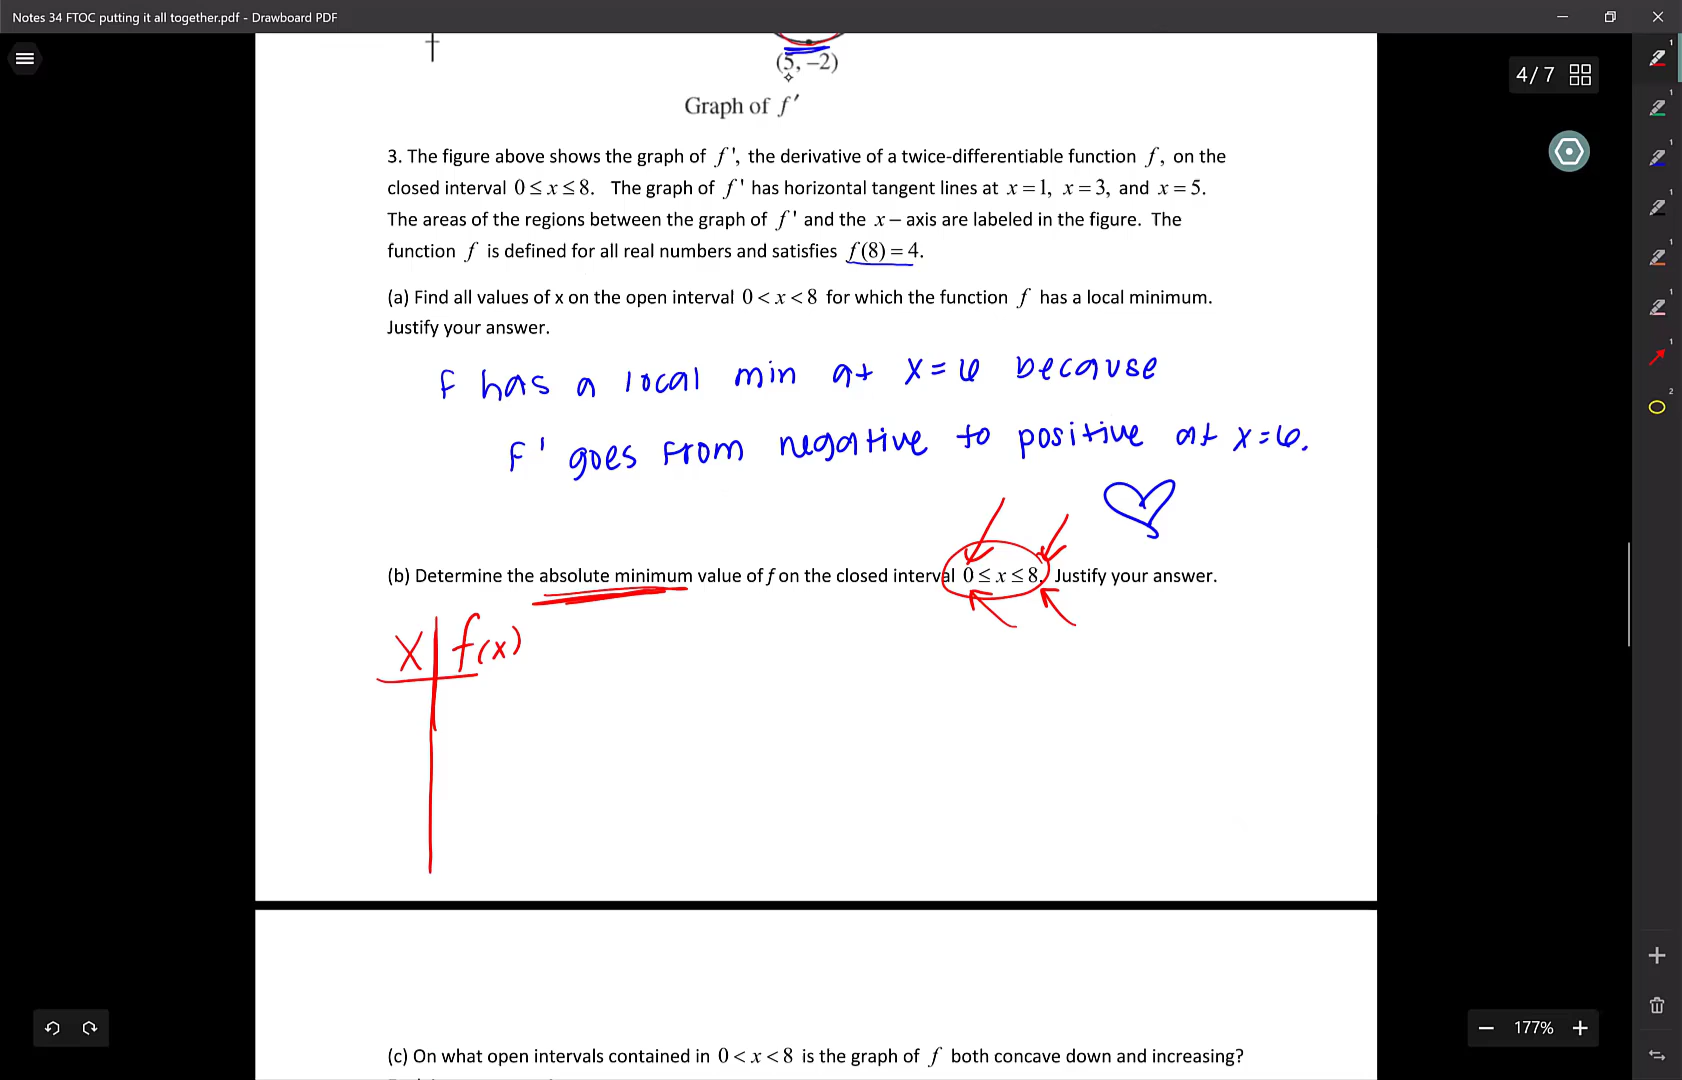 Notes 34 FTOC putting it all together.pdf - Drawboard PDF
4 / 7
(5, −2)
Graph of f′
3. The figure above shows the graph of f ', the derivative of a twice-differentiable function f, on the
closed interval 0 ≤ x ≤ 8. The graph of f ' has horizontal tangent lines at x = 1, x = 3, and x = 5.
The areas of the regions between the graph of f ' and the x − axis are labeled in the figure. The
function f is defined for all real numbers and satisfies f(8) = 4.
(a) Find all values of x on the open interval 0 < x < 8 for which the function f has a local minimum.
Justify your answer.
f has a local min at x = 6 because
f ' goes from negative to positive at x = 6.
(b) Determine the absolute minimum value of f on the closed interval 0 ≤ x ≤ 8. Justify your answer.
x f(x)
(c) On what open intervals contained in 0 < x < 8 is the graph of f both concave down and increasing?
177%